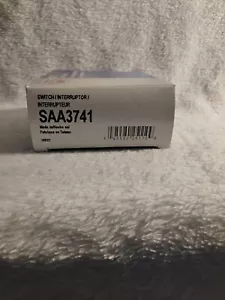 SWITCH / INTERRUPTOR /
INTERRUPTEUR
SAA3741
Made in/Hecho en/
Fabriqué en Taiwan